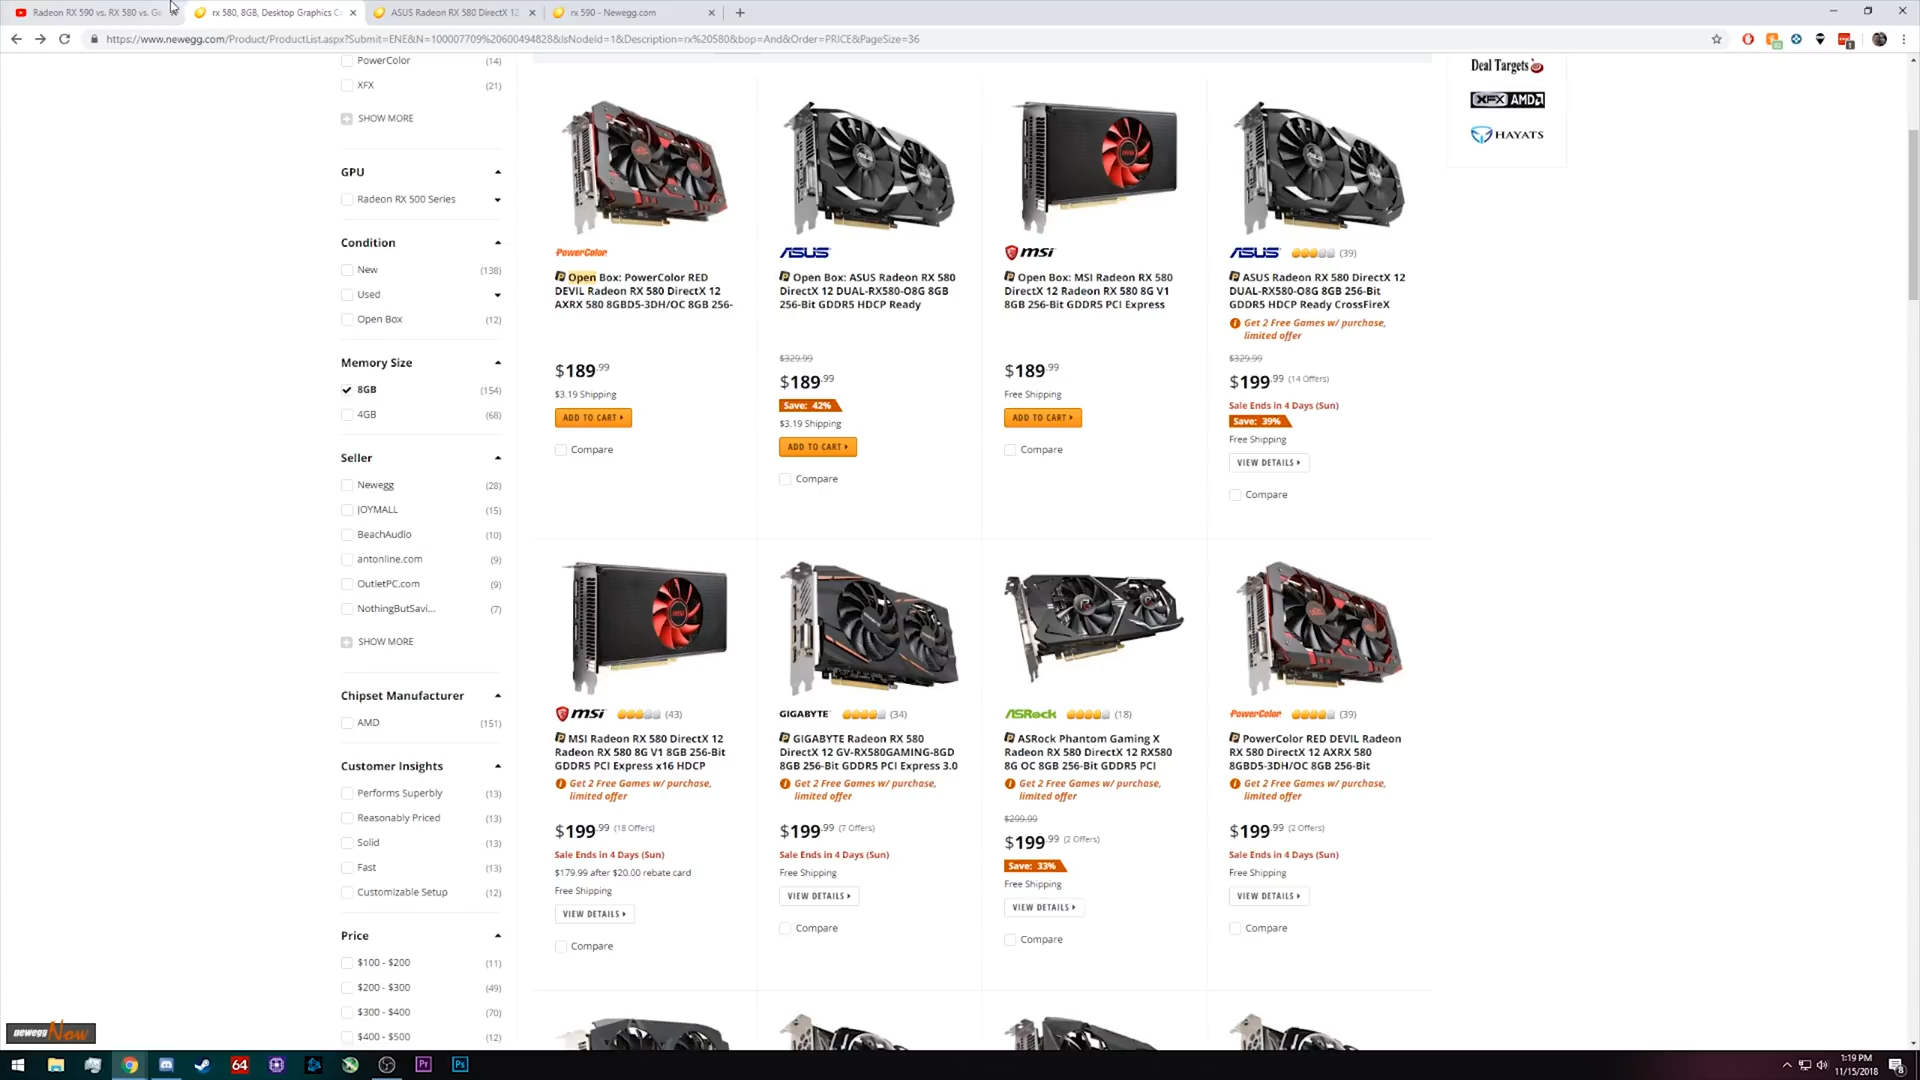 Radeon RX 590 vs. RX 580 vs. Ge
rx 580, 8GB, Desktop Graphics C
ASUS Radeon RX 580 DirectX 12
rx 590 - Newegg.com
https://www.newegg.com/Product/ProductList.aspx?Submit=ENE&N=100007709%20600494828&IsNodeId=1&Description=rx%20580&bop=And&Order=PRICE&PageSize=36
PowerColor (14)
XFX (21)
SHOW MORE
GPU
Radeon RX 500 Series
Condition
New (138)
Used
Open Box (12)
Memory Size
8GB (154)
4GB (68)
Seller
Newegg (28)
JOYMALL (15)
BeachAudio (10)
antonline.com (9)
OutletPC.com (9)
NothingButSavi... (7)
SHOW MORE
Chipset Manufacturer
AMD (151)
Customer Insights
Performs Superbly (13)
Reasonably Priced (13)
Solid (13)
Fast (13)
Customizable Setup (12)
Price
$100 - $200 (11)
$200 - $300 (49)
$300 - $400 (70)
$400 - $500 (12)
newegg Now
PowerColor
Open Box: PowerColor RED
DEVIL Radeon RX 580 DirectX 12
AXRX 580 8GBD5-3DH/OC 8GB 256-
$189.99
$3.19 Shipping
ADD TO CART
Compare
ASUS
Open Box: ASUS Radeon RX 580
DirectX 12 DUAL-RX580-O8G 8GB
256-Bit GDDR5 HDCP Ready
$329.99
$189.99
Save: 42%
$3.19 Shipping
ADD TO CART
Compare
msi
Open Box: MSI Radeon RX 580
DirectX 12 Radeon RX 580 8G V1
8GB 256-Bit GDDR5 PCI Express
$189.99
Free Shipping
ADD TO CART
Compare
ASUS (39)
ASUS Radeon RX 580 DirectX 12
DUAL-RX580-O8G 8GB 256-Bit
GDDR5 HDCP Ready CrossFireX
Get 2 Free Games w/ purchase,
limited offer
$329.99
$199.99 (14 Offers)
Sale Ends in 4 Days (Sun)
Save: 39%
Free Shipping
VIEW DETAILS
Compare
msi (43)
MSI Radeon RX 580 DirectX 12
Radeon RX 580 8G V1 8GB 256-Bit
GDDR5 PCI Express x16 HDCP
Get 2 Free Games w/ purchase,
limited offer
$199.99 (18 Offers)
Sale Ends in 4 Days (Sun)
$179.99 after $20.00 rebate card
Free Shipping
VIEW DETAILS
Compare
GIGABYTE (34)
GIGABYTE Radeon RX 580
DirectX 12 GV-RX580GAMING-8GD
8GB 256-Bit GDDR5 PCI Express 3.0
Get 2 Free Games w/ purchase,
limited offer
$199.99 (7 Offers)
Sale Ends in 4 Days (Sun)
Free Shipping
VIEW DETAILS
Compare
ASRock (18)
ASRock Phantom Gaming X
Radeon RX 580 DirectX 12 RX580
8G OC 8GB 256-Bit GDDR5 PCI
Get 2 Free Games w/ purchase,
limited offer
$299.99
$199.99 (2 Offers)
Save: 33%
Free Shipping
VIEW DETAILS
Compare
PowerColor (39)
PowerColor RED DEVIL Radeon
RX 580 DirectX 12 AXRX 580
8GBD5-3DH/OC 8GB 256-Bit
Get 2 Free Games w/ purchase,
limited offer
$199.99 (2 Offers)
Sale Ends in 4 Days (Sun)
Free Shipping
VIEW DETAILS
Compare
Deal Targets
XFX AMD
HAYATS
64
Pr
Ps
1:19 PM
11/15/2018